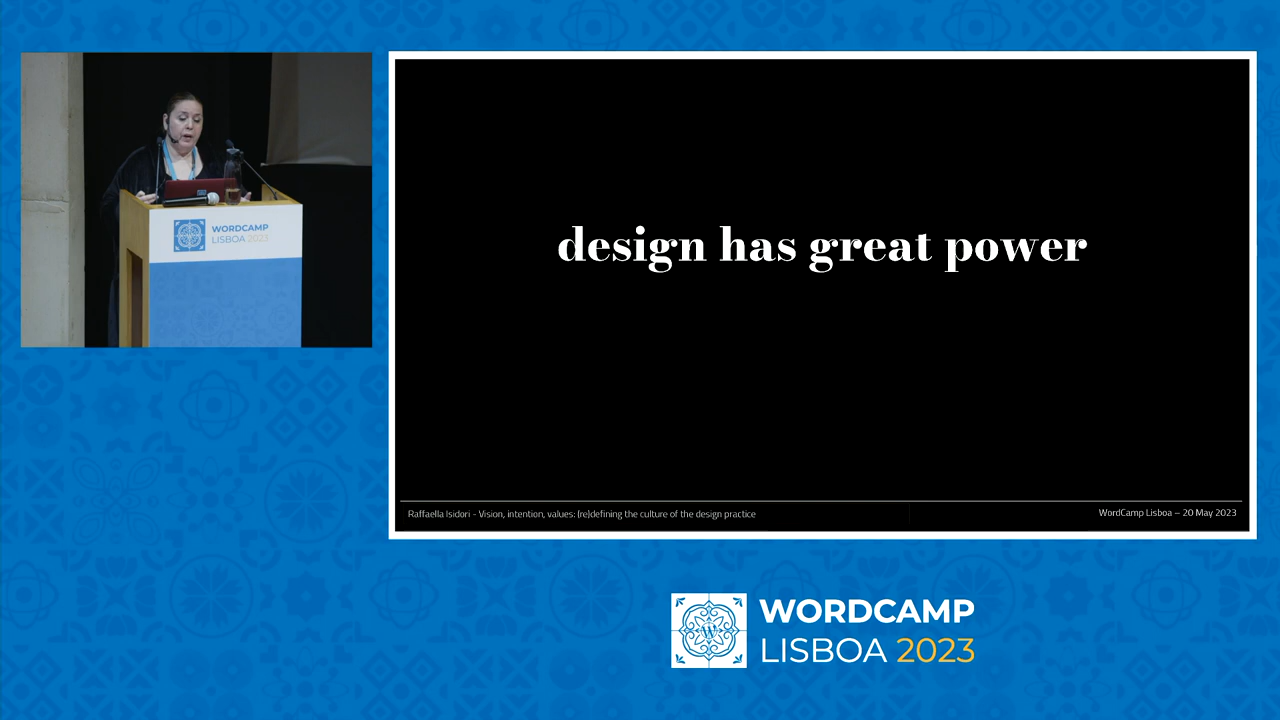 WORDCAMP
LISBOA 2023
design has great power
Raffaella Isidori - Vision, intention, values: (re)defining the culture of the design practice
WordCamp Lisboa – 20 May 2023
WORDCAMP
LISBOA 2023